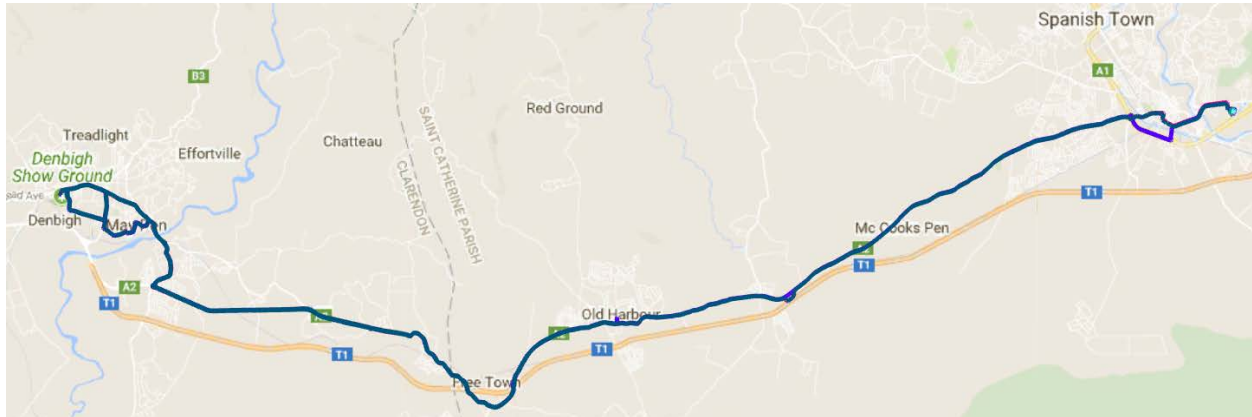 Spanish Town
A1
B3
Red Ground
Treadlight
Chatteau
Effortville
Denbigh
Show Ground
SAINT CATHERINE PARISH
CLARENDON
T1
Denbigh
Mc Cooks Pen
T1
A2
T1
Old Harbour
T1
T1
Free Town